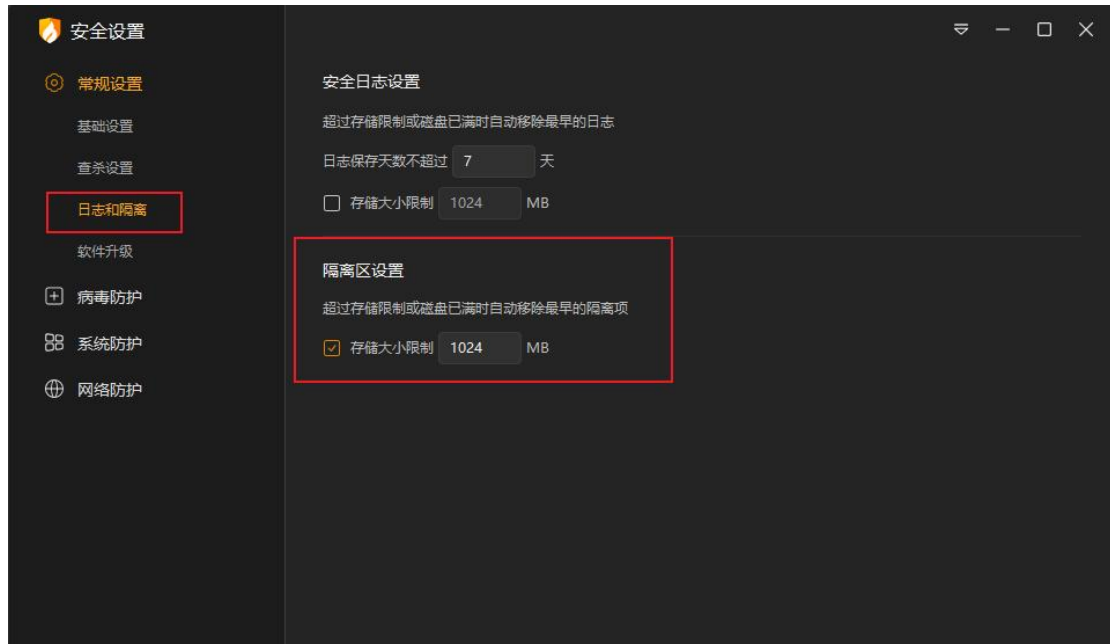 安全设置
常规设置
基础设置
查杀设置
日志和隔离
软件升级
病毒防护
系统防护
网络防护
安全日志设置
超过存储限制或磁盘已满时自动移除最早的日志
日志保存天数不超过 7 天
存储大小限制 1024 MB
隔离区设置
超过存储限制或磁盘已满时自动移除最早的隔离项
存储大小限制 1024 MB